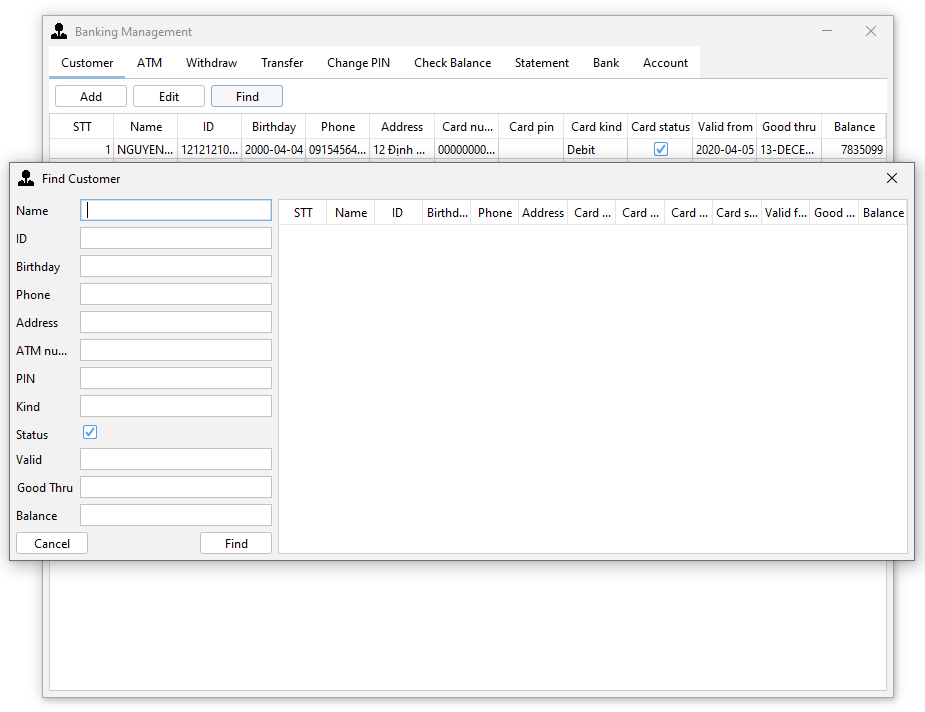 Banking Management
Customer ATM Withdraw Transfer Change PIN Check Balance Statement Bank Account
Add Edit Find
STT Name ID Birthday Phone Address Card nu... Card pin Card kind Card status Valid from Good thru Balance
1 NGUYEN... 12121210... 2000-04-04 09154564... 12 Định ... 00000000... Debit 2020-04-05 13-DECE... 7835099
Find Customer
Name
ID
Birthday
Phone
Address
ATM nu...
PIN
Kind
Status
Valid
Good Thru
Balance
Cancel Find
STT Name ID Birthd... Phone Address Card ... Card ... Card ... Card s... Valid f... Good ... Balance